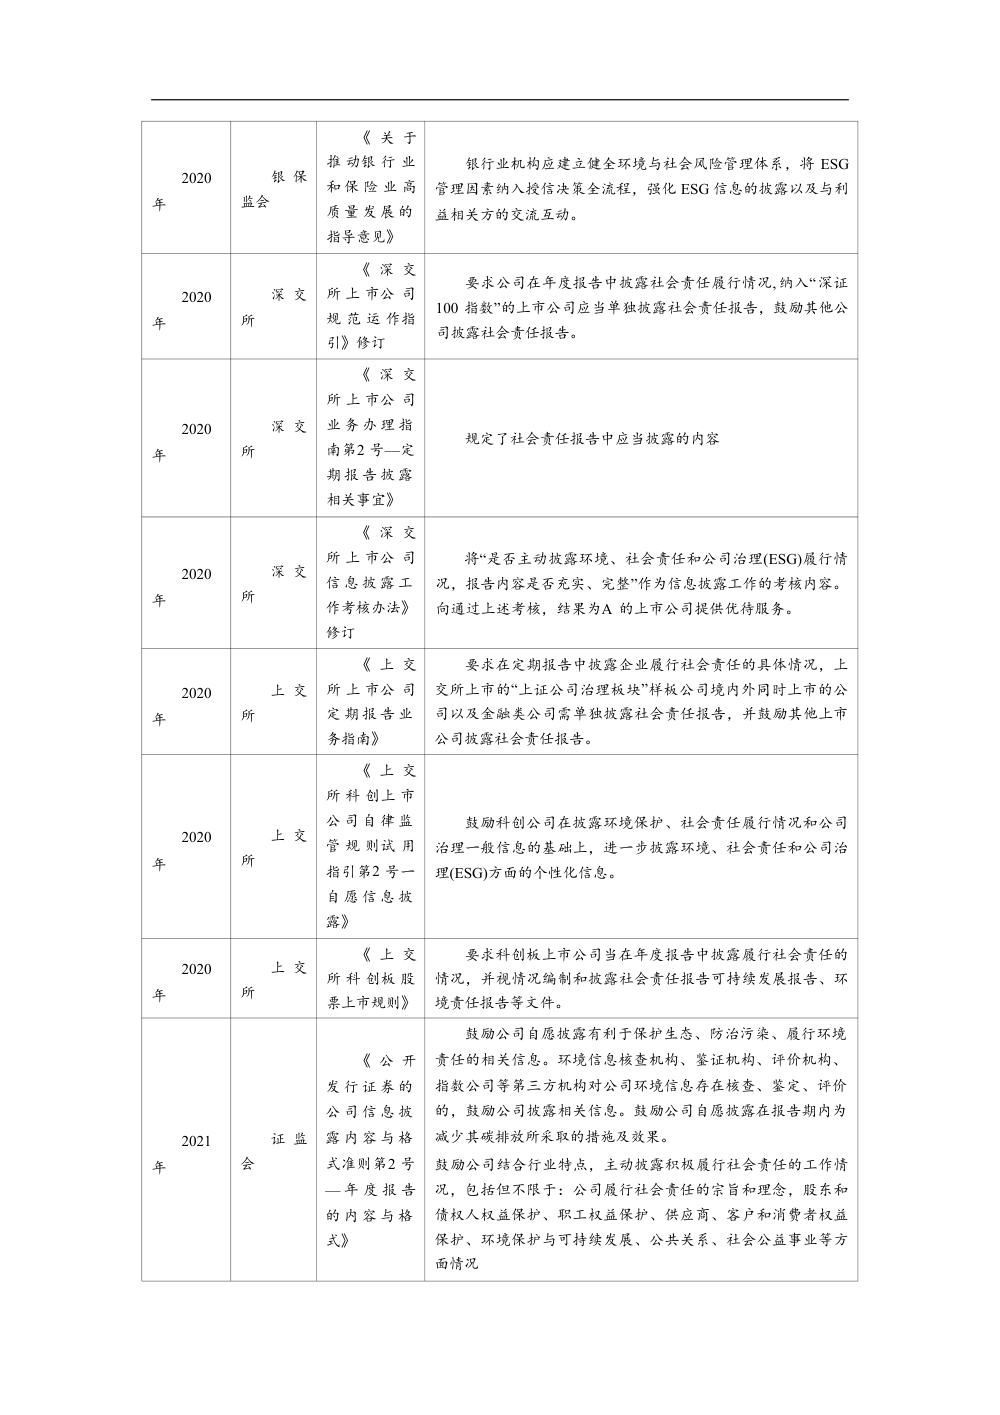 2020
年
银保
监会
《关于
推动银行业
和保险业高
质量发展的
指导意见》
银行业机构应建立健全环境与社会风险管理体系，将 ESG
管理因素纳入授信决策全流程，强化 ESG 信息的披露以及与利
益相关方的交流互动。
2020
年
深交
所
《深交
所上市公司
规范运作指
引》修订
要求公司在年度报告中披露社会责任履行情况,纳入“深证
100 指数”的上市公司应当单独披露社会责任报告，鼓励其他公
司披露社会责任报告。
2020
年
深交
所
《深交
所上市公司
业务办理指
南第2 号—定
期报告披露
相关事宜》
规定了社会责任报告中应当披露的内容
2020
年
深交
所
《深交
所上市公司
信息披露工
作考核办法》
修订
将“是否主动披露环境、社会责任和公司治理(ESG)履行情
况，报告内容是否充实、完整”作为信息披露工作的考核内容。
向通过上述考核，结果为A 的上市公司提供优待服务。
2020
年
上交
所
《上交
所上市公司
定期报告业
务指南》
要求在定期报告中披露企业履行社会责任的具体情况，上
交所上市的“上证公司治理板块”样板公司境内外同时上市的公
司以及金融类公司需单独披露社会责任报告，并鼓励其他上市
公司披露社会责任报告。
2020
年
上交
所
《上交
所科创上市
公司自律监
管规则试用
指引第2 号一
自愿信息披
露》
鼓励科创公司在披露环境保护、社会责任履行情况和公司
治理一般信息的基础上，进一步披露环境、社会责任和公司治
理(ESG)方面的个性化信息。
2020
年
上交
所
《上交
所科创板股
票上市规则》
要求科创板上市公司当在年度报告中披露履行社会责任的
情况，并视情况编制和披露社会责任报告可持续发展报告、环
境责任报告等文件。
2021
年
证监
会
《公开
发行证券的
公司信息披
露内容与格
式准则第2 号
—年度报告
的内容与格
式》
鼓励公司自愿披露有利于保护生态、防治污染、履行环境
责任的相关信息。环境信息核查机构、鉴证机构、评价机构、
指数公司等第三方机构对公司环境信息存在核查、鉴定、评价
的，鼓励公司披露相关信息。鼓励公司自愿披露在报告期内为
减少其碳排放所采取的措施及效果。
鼓励公司结合行业特点，主动披露积极履行社会责任的工作情
况，包括但不限于：公司履行社会责任的宗旨和理念，股东和
债权人权益保护、职工权益保护、供应商、客户和消费者权益
保护、环境保护与可持续发展、公共关系、社会公益事业等方
面情况